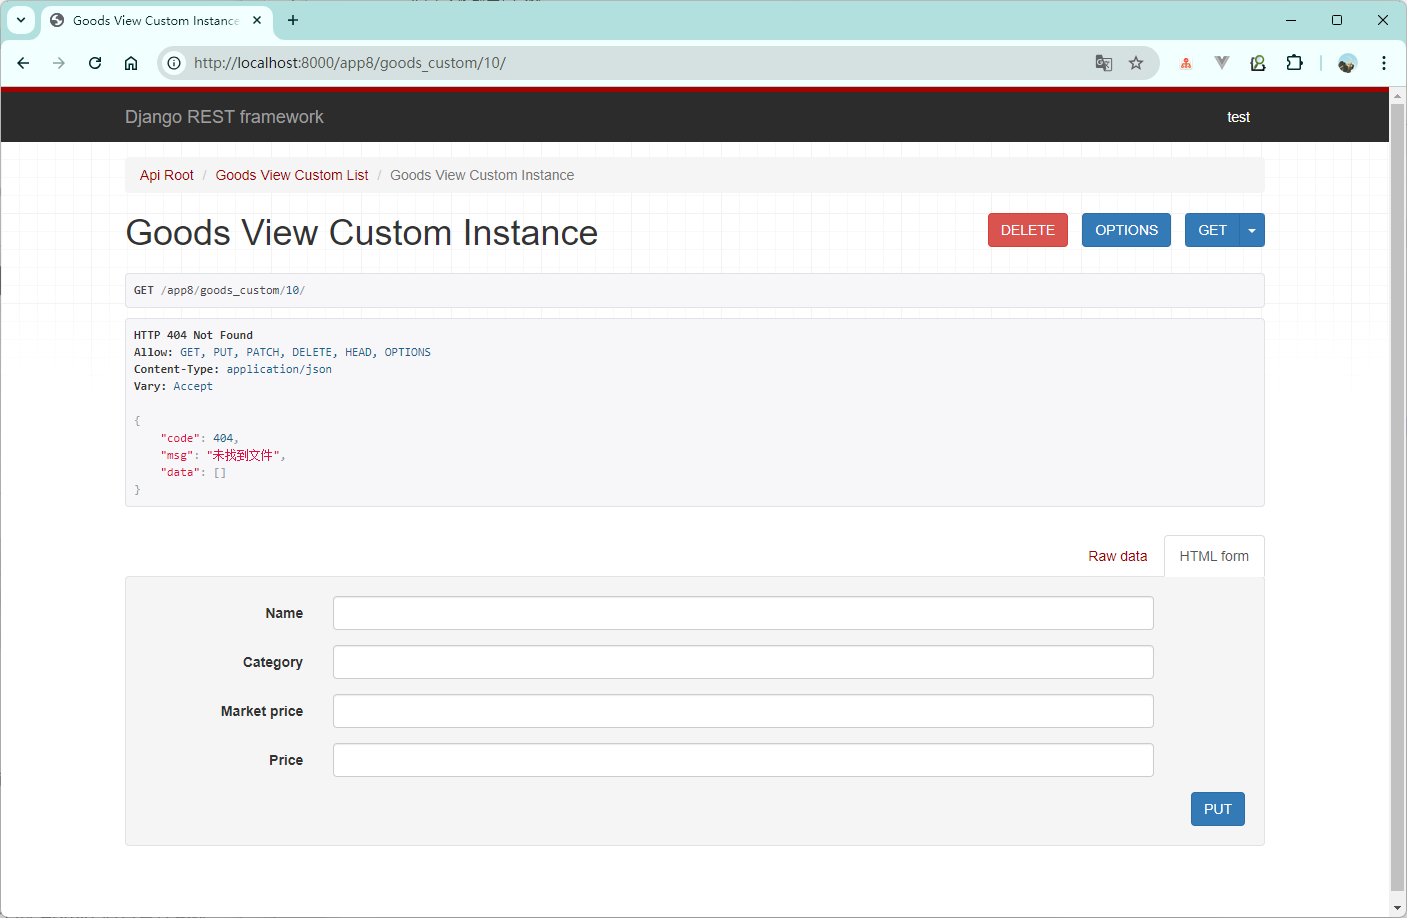 Goods View Custom Instance
http://localhost:8000/app8/goods_custom/10/
Django REST framework
test
Api Root / Goods View Custom List / Goods View Custom Instance
Goods View Custom Instance
DELETE
OPTIONS
GET
GET /app8/goods_custom/10/
HTTP 404 Not Found
Allow: GET, PUT, PATCH, DELETE, HEAD, OPTIONS
Content-Type: application/json
Vary: Accept
{
    "code": 404,
    "msg": "未找到文件",
    "data": []
}
Raw data
HTML form
Name
Category
Market price
Price
PUT